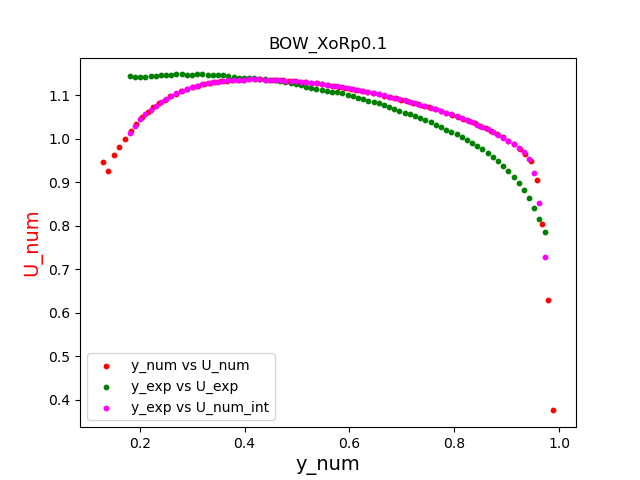 BOW_XoRp0.1
U_num
1.1
1.0
0.9
0.8
0.7
0.6
0.5
0.4
y_num vs U_num
y_exp vs U_exp
y_exp vs U_num_int
0.2 0.4 0.6 0.8 1.0
y_num